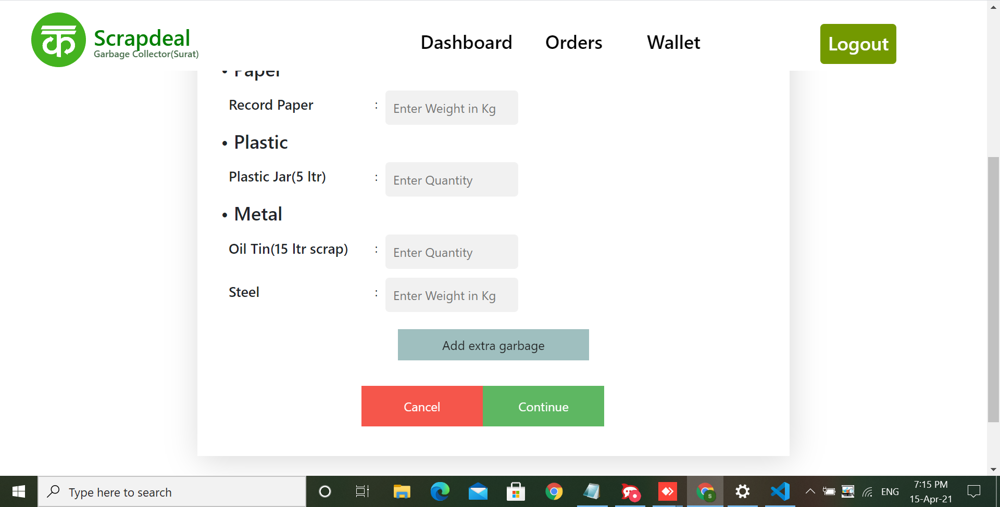 क
Scrapdeal
Garbage Collector(Surat)
Dashboard Orders Wallet
Logout
• Paper
Record Paper : Enter Weight in Kg
• Plastic
Plastic Jar(5 ltr) : Enter Quantity
• Metal
Oil Tin(15 ltr scrap) : Enter Quantity
Steel : Enter Weight in Kg
Add extra garbage
Cancel Continue
Type here to search
ENG
7:15 PM
15-Apr-21